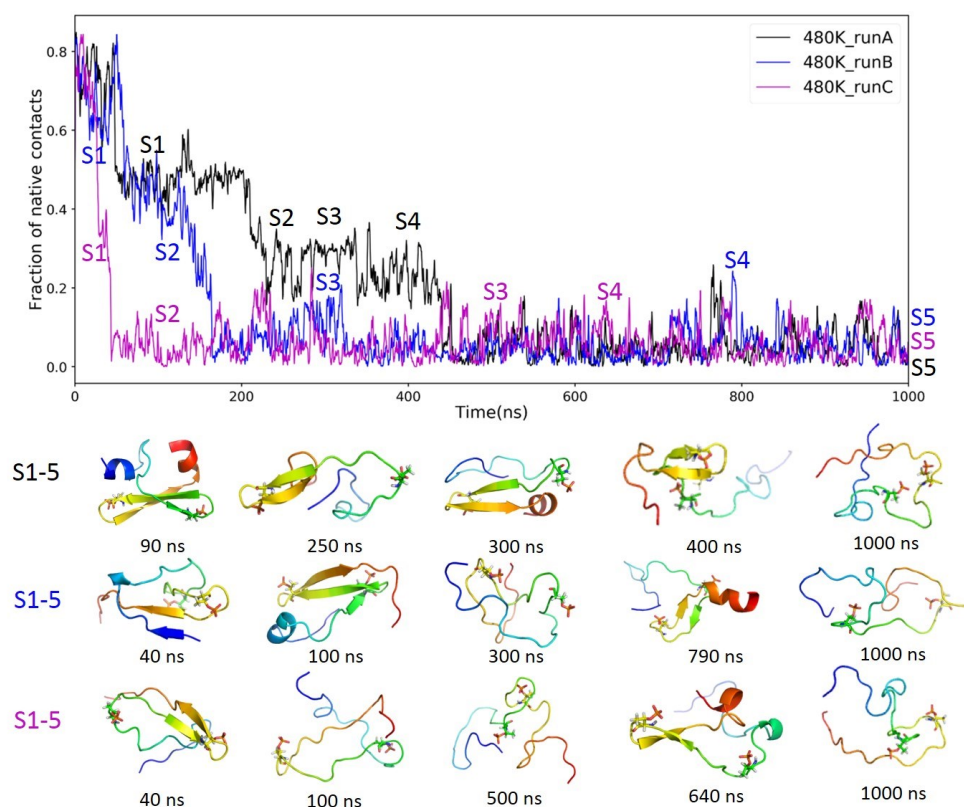 480K_runA
480K_runB
480K_runC
Fraction of native contacts
0.8
0.6
0.4
0.2
0.0
S1
S1
S1
S2
S2
S2
S3
S3
S4
S3
S4
S4
S5
S5
S5
0
200
400
600
800
1000
Time(ns)
S1-5
90 ns
250 ns
300 ns
400 ns
1000 ns
S1-5
40 ns
100 ns
300 ns
790 ns
1000 ns
S1-5
40 ns
100 ns
500 ns
640 ns
1000 ns